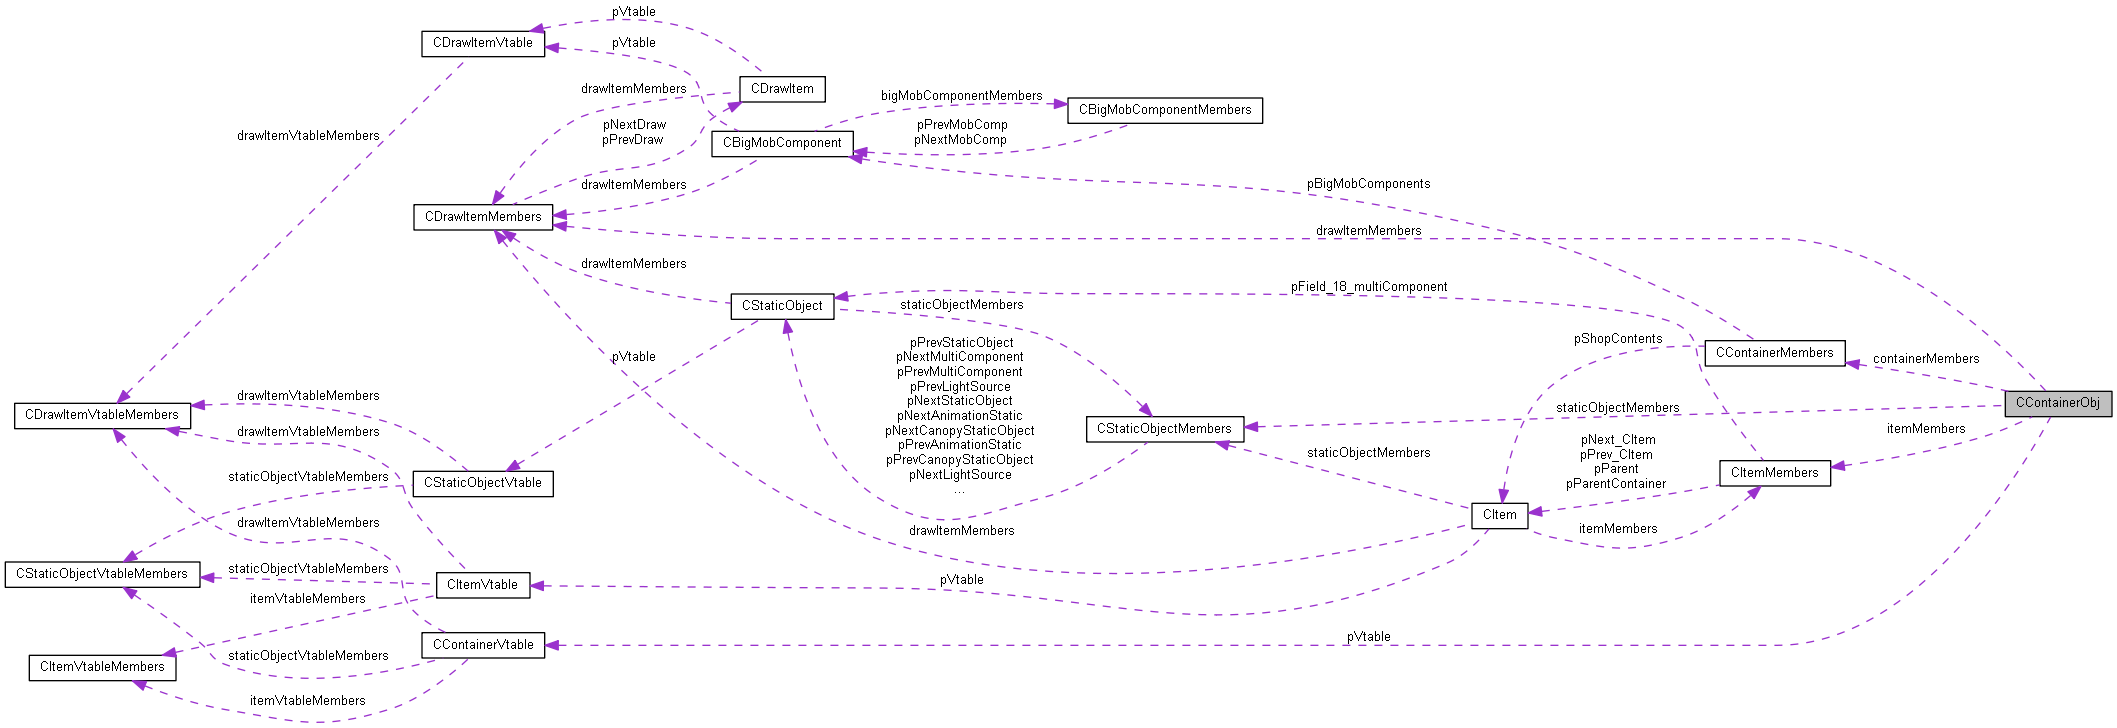 pVtable
CDrawItemVtable
pVtable
drawItemMembers
CDrawItem
bigMobComponentMembers
CBigMobComponentMembers
pNextDraw
pPrevDraw
CBigMobComponent
pPrevMobComp
pNextMobComp
drawItemVtableMembers
drawItemMembers
pBigMobComponents
CDrawItemMembers
drawItemMembers
drawItemMembers
CStaticObject
staticObjectMembers
pField_18_multiComponent
pVtable
pPrevStaticObject
pNextMultiComponent
pPrevMultiComponent
pPrevLightSource
pNextStaticObject
pNextAnimationStatic
pNextCanopyStaticObject
pPrevAnimationStatic
pPrevCanopyStaticObject
pNextLightSource
...
pShopContents
CContainerMembers
containerMembers
CContainerObj
CDrawItemVtableMembers
drawItemVtableMembers
drawItemVtableMembers
CStaticObjectMembers
staticObjectMembers
staticObjectMembers
itemMembers
pNext_CItem
pPrev_CItem
pParent
pParentContainer
CItemMembers
staticObjectVtableMembers
CStaticObjectVtable
drawItemVtableMembers
drawItemMembers
CItem
itemMembers
CStaticObjectVtableMembers
staticObjectVtableMembers
CItemVtable
pVtable
itemVtableMembers
CContainerVtable
pVtable
staticObjectVtableMembers
CItemVtableMembers
itemVtableMembers